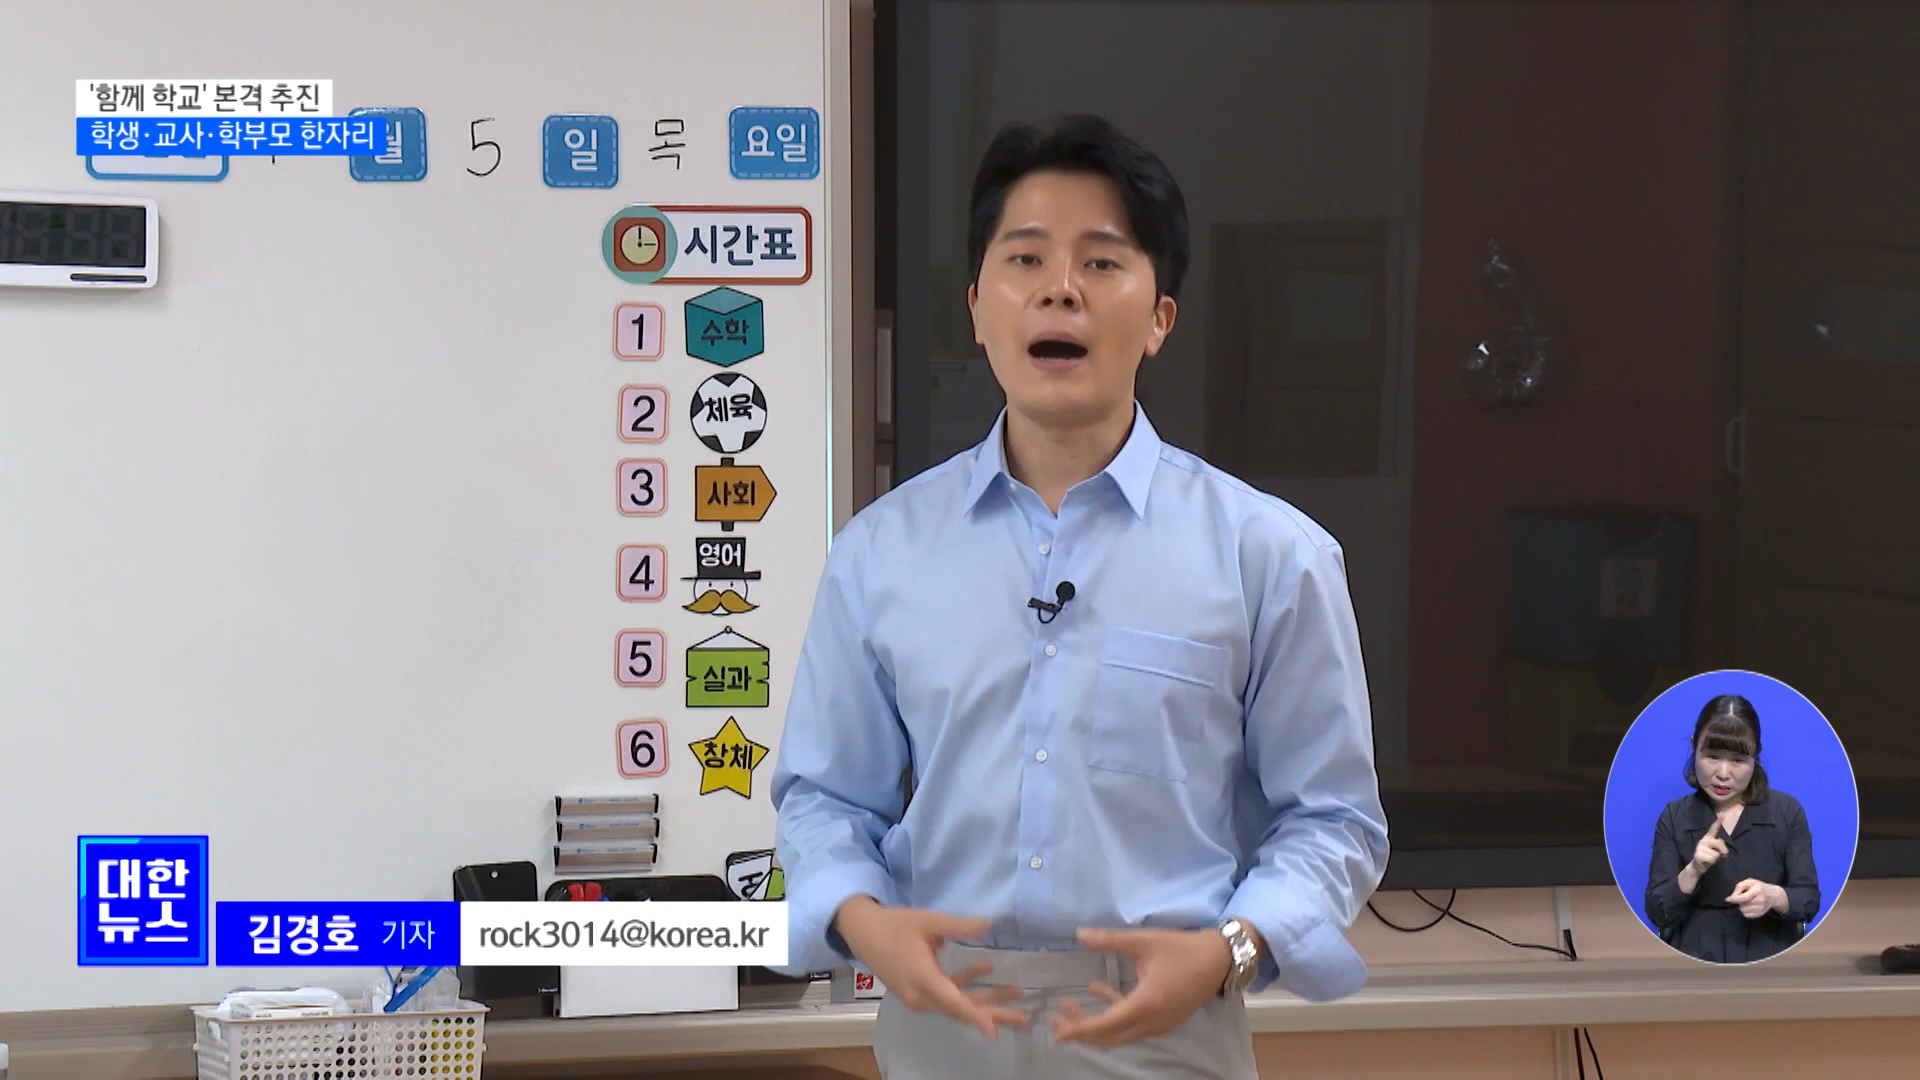 '함께 학교' 본격 추진
학생·교사·학부모 한자리
월 5 일 목 요일
시간표
1 수학
2 체육
3 사회
4 영어
5 실과
6 창체
대한
뉴스
김경호 기자 rock3014@korea.kr